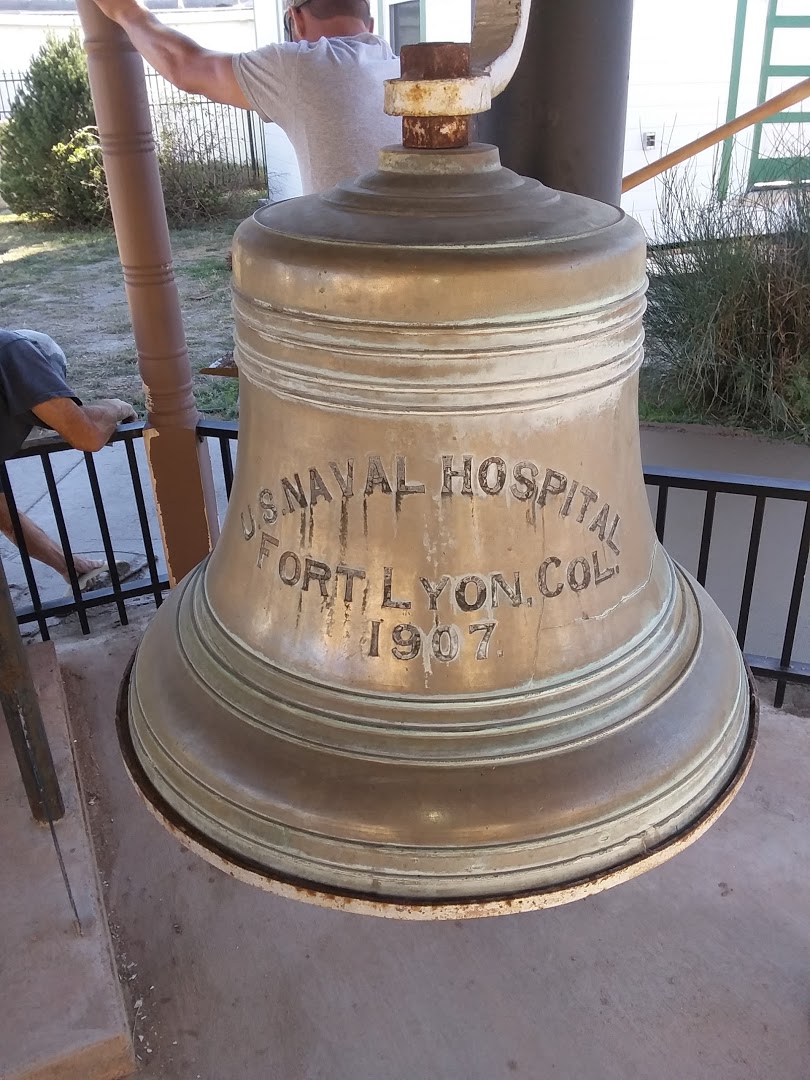 U.S. NAVAL HOSPITAL
FORT LYON, COL.
1907.